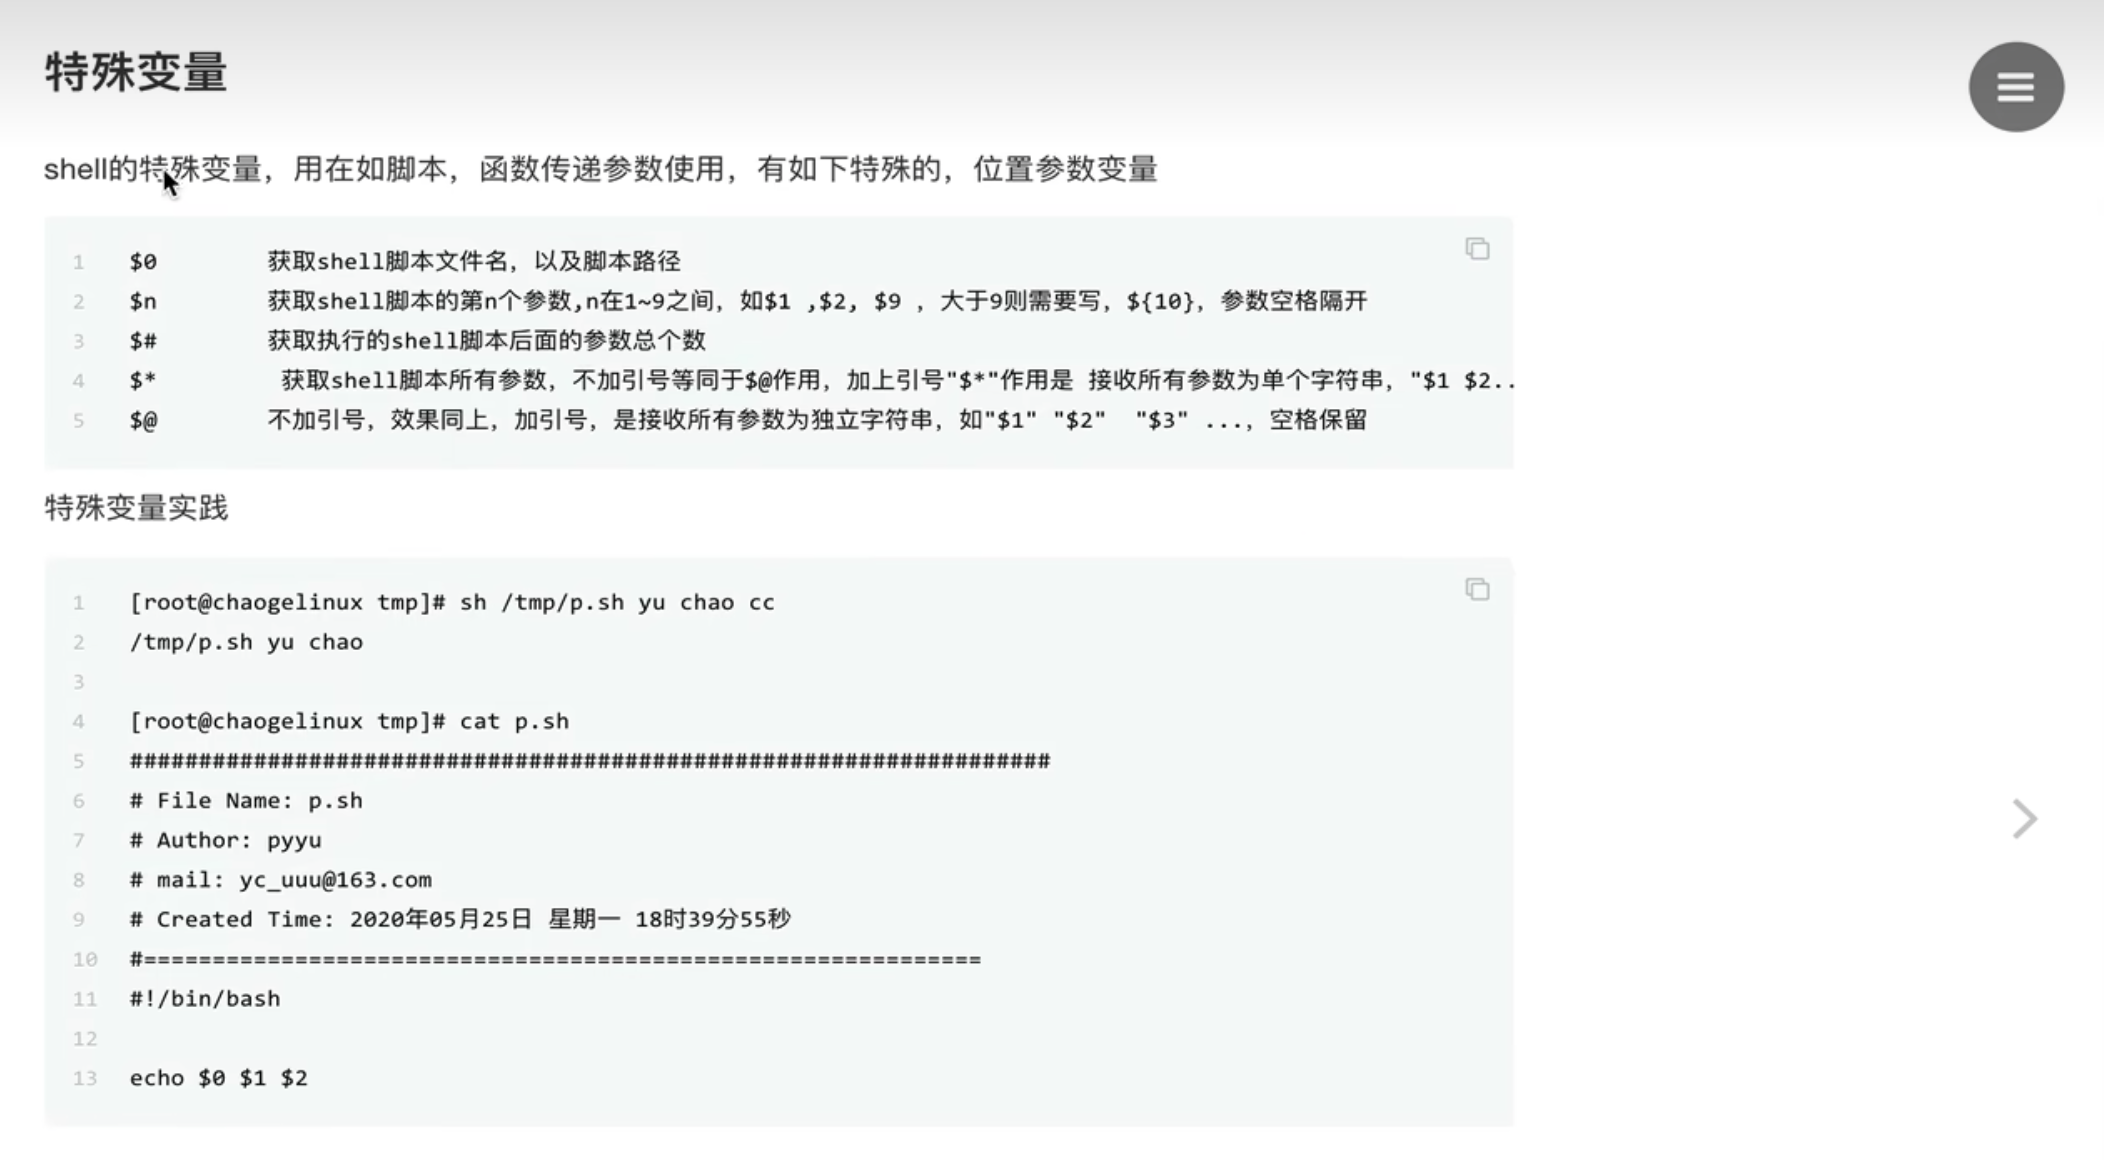 特殊变量
shell的特殊变量，用在如脚本，函数传递参数使用，有如下特殊的，位置参数变量
1 $0 获取shell脚本文件名，以及脚本路径
2 $n 获取shell脚本的第n个参数,n在1~9之间，如$1 ,$2, $9 ，大于9则需要写，${10}，参数空格隔开
3 $# 获取执行的shell脚本后面的参数总个数
4 $* 获取shell脚本所有参数，不加引号等同于$@作用，加上引号"$*"作用是 接收所有参数为单个字符串，"$1 $2..
5 $@ 不加引号，效果同上，加引号，是接收所有参数为独立字符串，如"$1" "$2" "$3" ...，空格保留
特殊变量实践
1 [root@chaogelinux tmp]# sh /tmp/p.sh yu chao cc
2 /tmp/p.sh yu chao
3
4 [root@chaogelinux tmp]# cat p.sh
5 ###################################################################
6 # File Name: p.sh
7 # Author: pyyu
8 # mail: yc_uuu@163.com
9 # Created Time: 2020年05月25日 星期一 18时39分55秒
10 #=============================================================
11 #!/bin/bash
12
13 echo $0 $1 $2